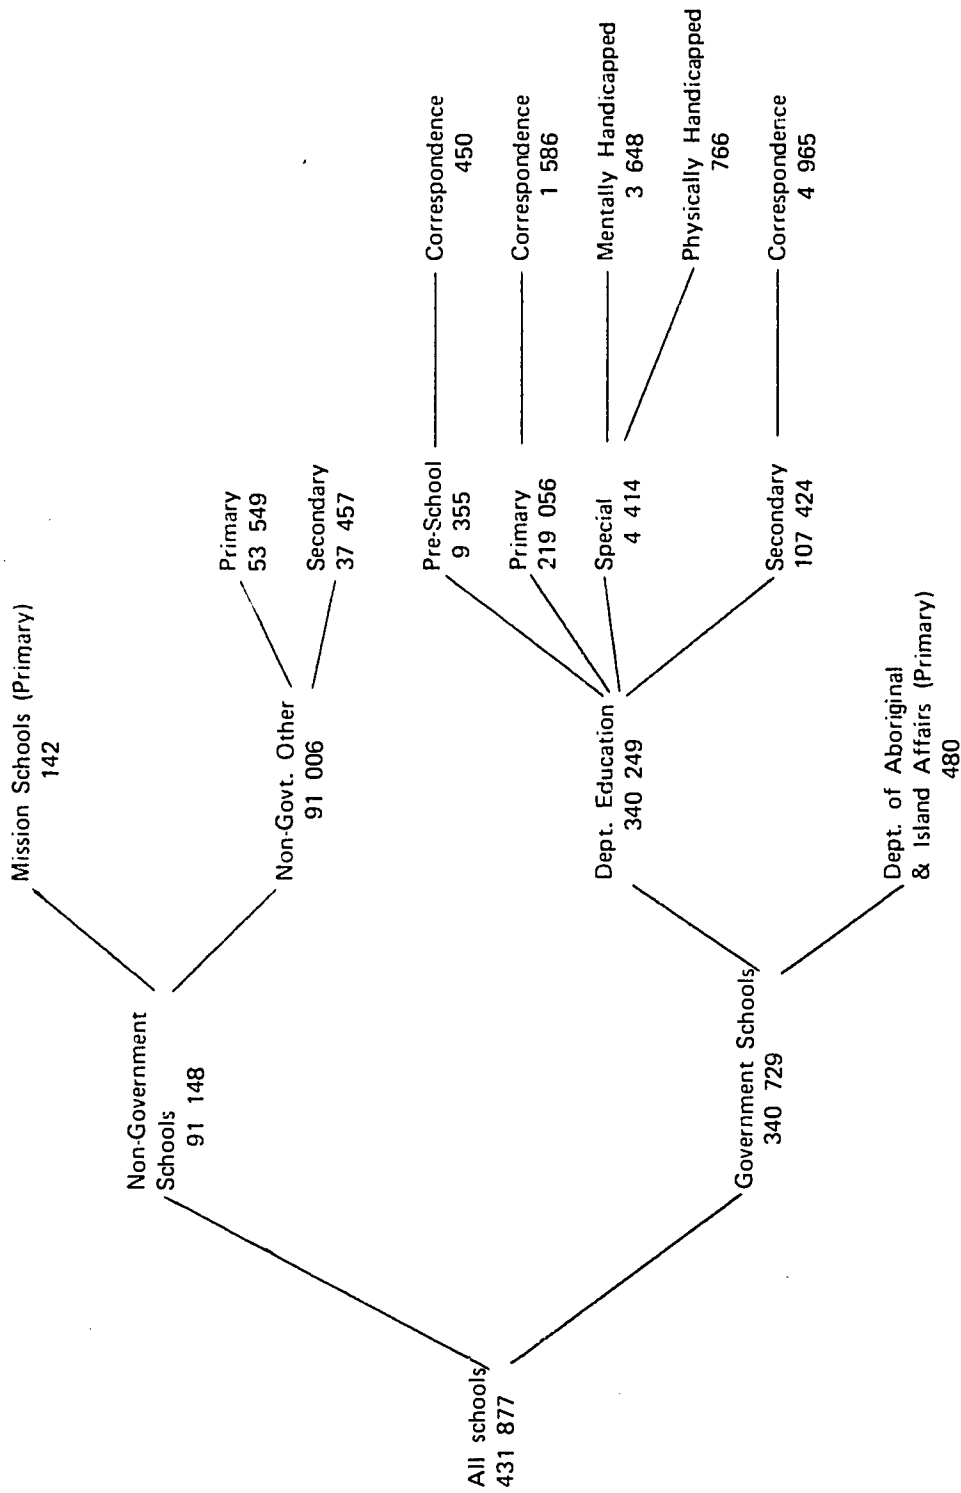 All schools
431 877
Non-Government
Schools
91 148
Mission Schools (Primary)
142
Non-Govt. Other
91 006
Primary
53 549
Secondary
37 457
Government Schools
340 729
Dept. Education
340 249
Pre-School
9 355
Correspondence
450
Primary
219 056
Correspondence
1 586
Special
4 414
Mentally Handicapped
3 648
Physically Handicapped
766
Secondary
107 424
Correspondence
4 965
Dept. of Aboriginal
& Island Affairs (Primary)
480